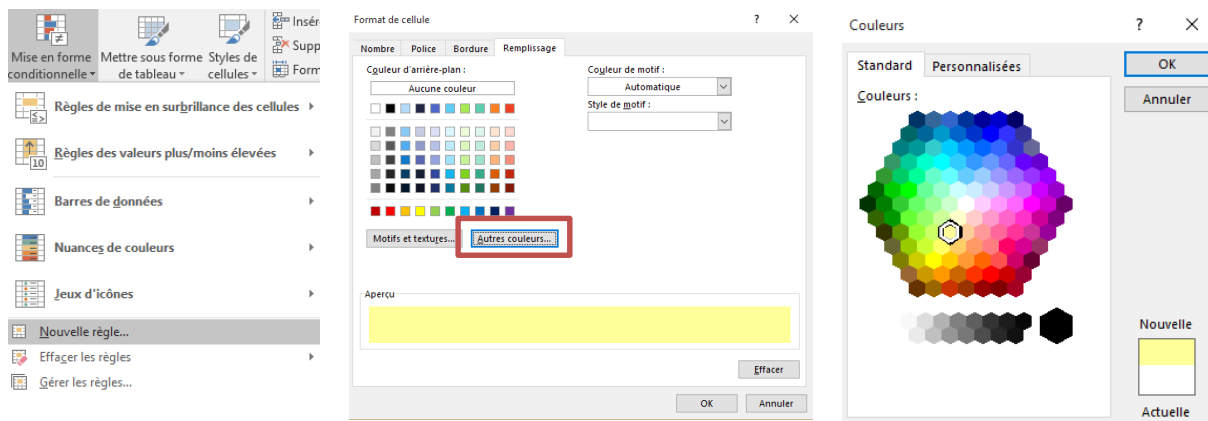 Mise en forme
conditionnelle
Mettre sous forme
de tableau
Styles de
cellules
Insér
Supp
Form
Règles de mise en surbrillance des cellules
10
Règles des valeurs plus/moins élevées
Barres de données
Nuances de couleurs
Jeux d'icônes
Nouvelle règle...
Effacer les règles
Gérer les règles...
Format de cellule
?
Nombre Police Bordure Remplissage
Couleur d'arrière-plan :
Aucune couleur
Couleur de motif :
Automatique
Style de motif :
Motifs et textures...
Autres couleurs...
Aperçu
Effacer
OK
Annuler
Couleurs
?
Standard Personnalisées
OK
Annuler
Couleurs :
Nouvelle
Actuelle